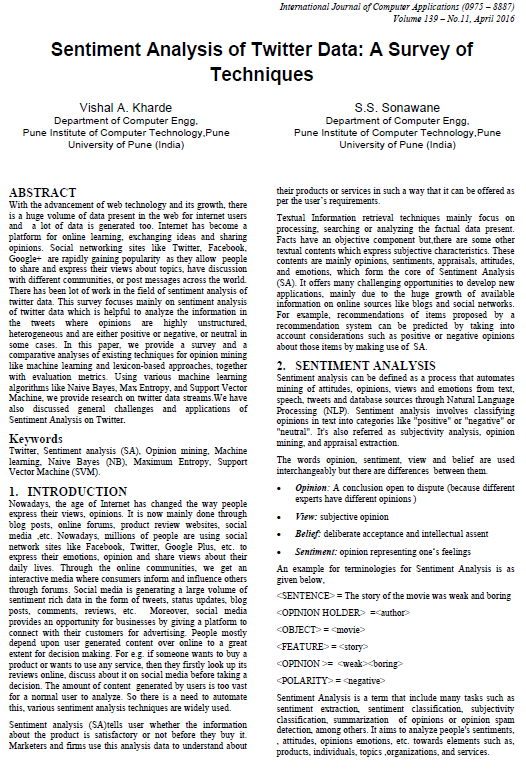 International Journal of Computer Applications (0975 – 8887)
Volume 139 – No.11, April 2016
Sentiment Analysis of Twitter Data: A Survey of
Techniques
Vishal A. Kharde
Department of Computer Engg,
Pune Institute of Computer Technology,Pune
University of Pune (India)
S.S. Sonawane
Department of Computer Engg,
Pune Institute of Computer Technology,Pune
University of Pune (India)
ABSTRACT
With the advancement of web technology and its growth, there
is a huge volume of data present in the web for internet users
and a lot of data is generated too. Internet has become a
platform for online learning, exchanging ideas and sharing
opinions. Social networking sites like Twitter, Facebook,
Google+ are rapidly gaining popularity as they allow people
to share and express their views about topics, have discussion
with different communities, or post messages across the world.
There has been lot of work in the field of sentiment analysis of
twitter data. This survey focuses mainly on sentiment analysis
of twitter data which is helpful to analyze the information in
the tweets where opinions are highly unstructured,
heterogeneous and are either positive or negative, or neutral in
some cases. In this paper, we provide a survey and a
comparative analyses of existing techniques for opinion mining
like machine learning and lexicon-based approaches, together
with evaluation metrics. Using various machine learning
algorithms like Naive Bayes, Max Entropy, and Support Vector
Machine, we provide research on twitter data streams.We have
also discussed general challenges and applications of
Sentiment Analysis on Twitter.
Keywords
Twitter, Sentiment analysis (SA), Opinion mining, Machine
learning, Naive Bayes (NB), Maximum Entropy, Support
Vector Machine (SVM).
1. INTRODUCTION
Nowadays, the age of Internet has changed the way people
express their views, opinions. It is now mainly done through
blog posts, online forums, product review websites, social
media ,etc. Nowadays, millions of people are using social
network sites like Facebook, Twitter, Google Plus, etc. to
express their emotions, opinion and share views about their
daily lives. Through the online communities, we get an
interactive media where consumers inform and influence others
through forums. Social media is generating a large volume of
sentiment rich data in the form of tweets, status updates, blog
posts, comments, reviews, etc. Moreover, social media
provides an opportunity for businesses by giving a platform to
connect with their customers for advertising. People mostly
depend upon user generated content over online to a great
extent for decision making. For e.g. if someone wants to buy a
product or wants to use any service, then they firstly look up its
reviews online, discuss about it on social media before taking a
decision. The amount of content generated by users is too vast
for a normal user to analyze. So there is a need to automate
this, various sentiment analysis techniques are widely used.
Sentiment analysis (SA)tells user whether the information
about the product is satisfactory or not before they buy it.
Marketers and firms use this analysis data to understand about
their products or services in such a way that it can be offered as
per the user`s requirements.
Textual Information retrieval techniques mainly focus on
processing, searching or analyzing the factual data present.
Facts have an objective component but,there are some other
textual contents which express subjective characteristics. These
contents are mainly opinions, sentiments, appraisals, attitudes,
and emotions, which form the core of Sentiment Analysis
(SA). It offers many challenging opportunities to develop new
applications, mainly due to the huge growth of available
information on online sources like blogs and social networks.
For example, recommendations of items proposed by a
recommendation system can be predicted by taking into
account considerations such as positive or negative opinions
about those items by making use of SA.
2. SENTIMENT ANALYSIS
Sentiment analysis can be defined as a process that automates
mining of attitudes, opinions, views and emotions from text,
speech, tweets and database sources through Natural Language
Processing (NLP). Sentiment analysis involves classifying
opinions in text into categories like "positive" or "negative" or
"neutral". It's also referred as subjectivity analysis, opinion
mining, and appraisal extraction.
The words opinion, sentiment, view and belief are used
interchangeably but there are differences between them.
• Opinion: A conclusion open to dispute (because different
experts have different opinions )
• View: subjective opinion
• Belief: deliberate acceptance and intellectual assent
• Sentiment: opinion representing one’s feelings
An example for terminologies for Sentiment Analysis is as
given below,
<SENTENCE> = The story of the movie was weak and boring
<OPINION HOLDER> =<author>
<OBJECT> = <movie>
<FEATURE> = <story>
<OPINION >= <weak><boring>
<POLARITY> = <negative>
Sentiment Analysis is a term that include many tasks such as
sentiment extraction, sentiment classification, subjectivity
classification, summarization of opinions or opinion spam
detection, among others. It aims to analyze people's sentiments,
, attitudes, opinions emotions, etc. towards elements such as,
products, individuals, topics ,organizations, and services.